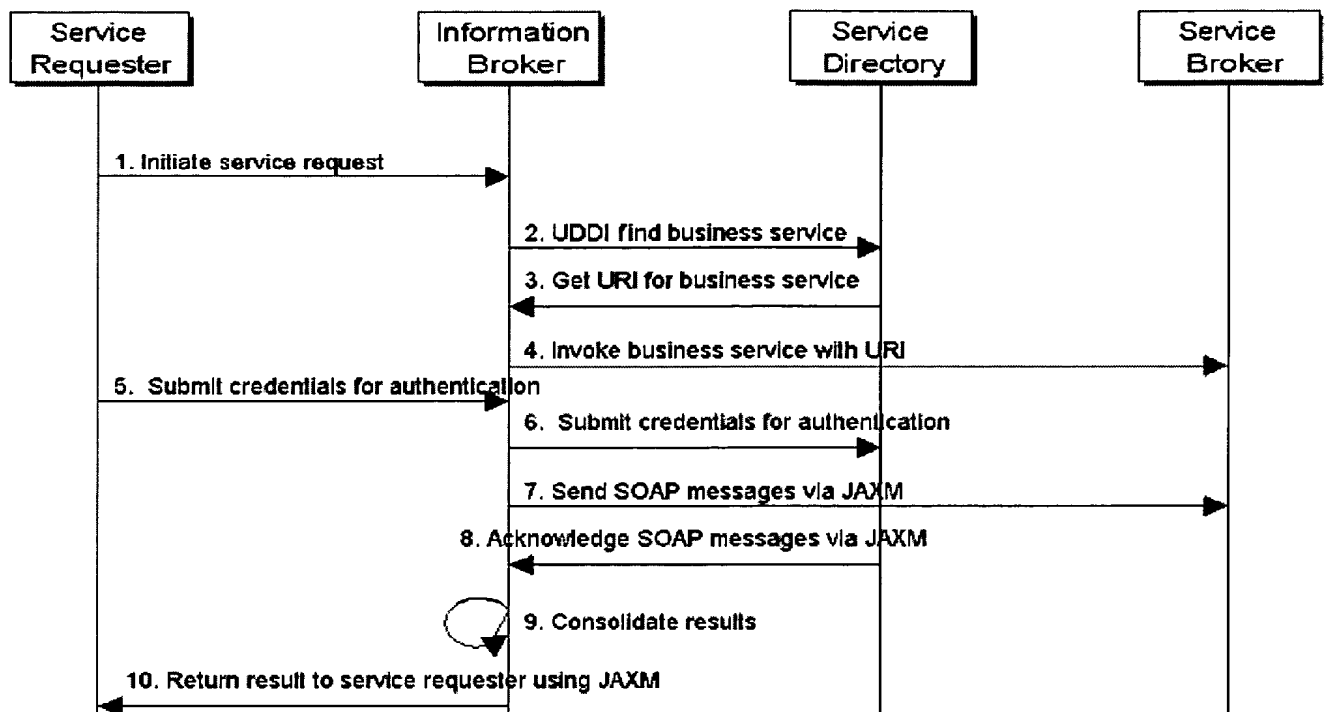 Service
Requester
Information
Broker
Service
Directory
Service
Broker
1. Initiate service request
2. UDDI find business service
3. Get URI for business service
4. Invoke business service with URI
5. Submit credentials for authentication
6. Submit credentials for authentication
7. Send SOAP messages via JAXM
8. Acknowledge SOAP messages via JAXM
9. Consolidate results
10. Return result to service requester using JAXM